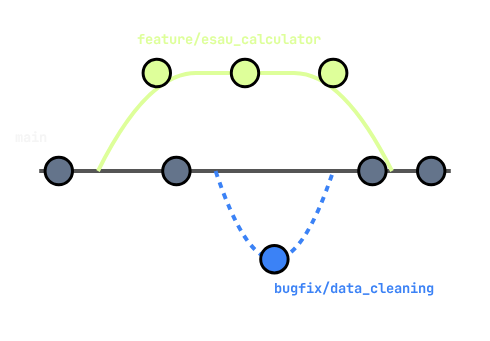 feature/esau_calculator
main
bugfix/data_cleaning